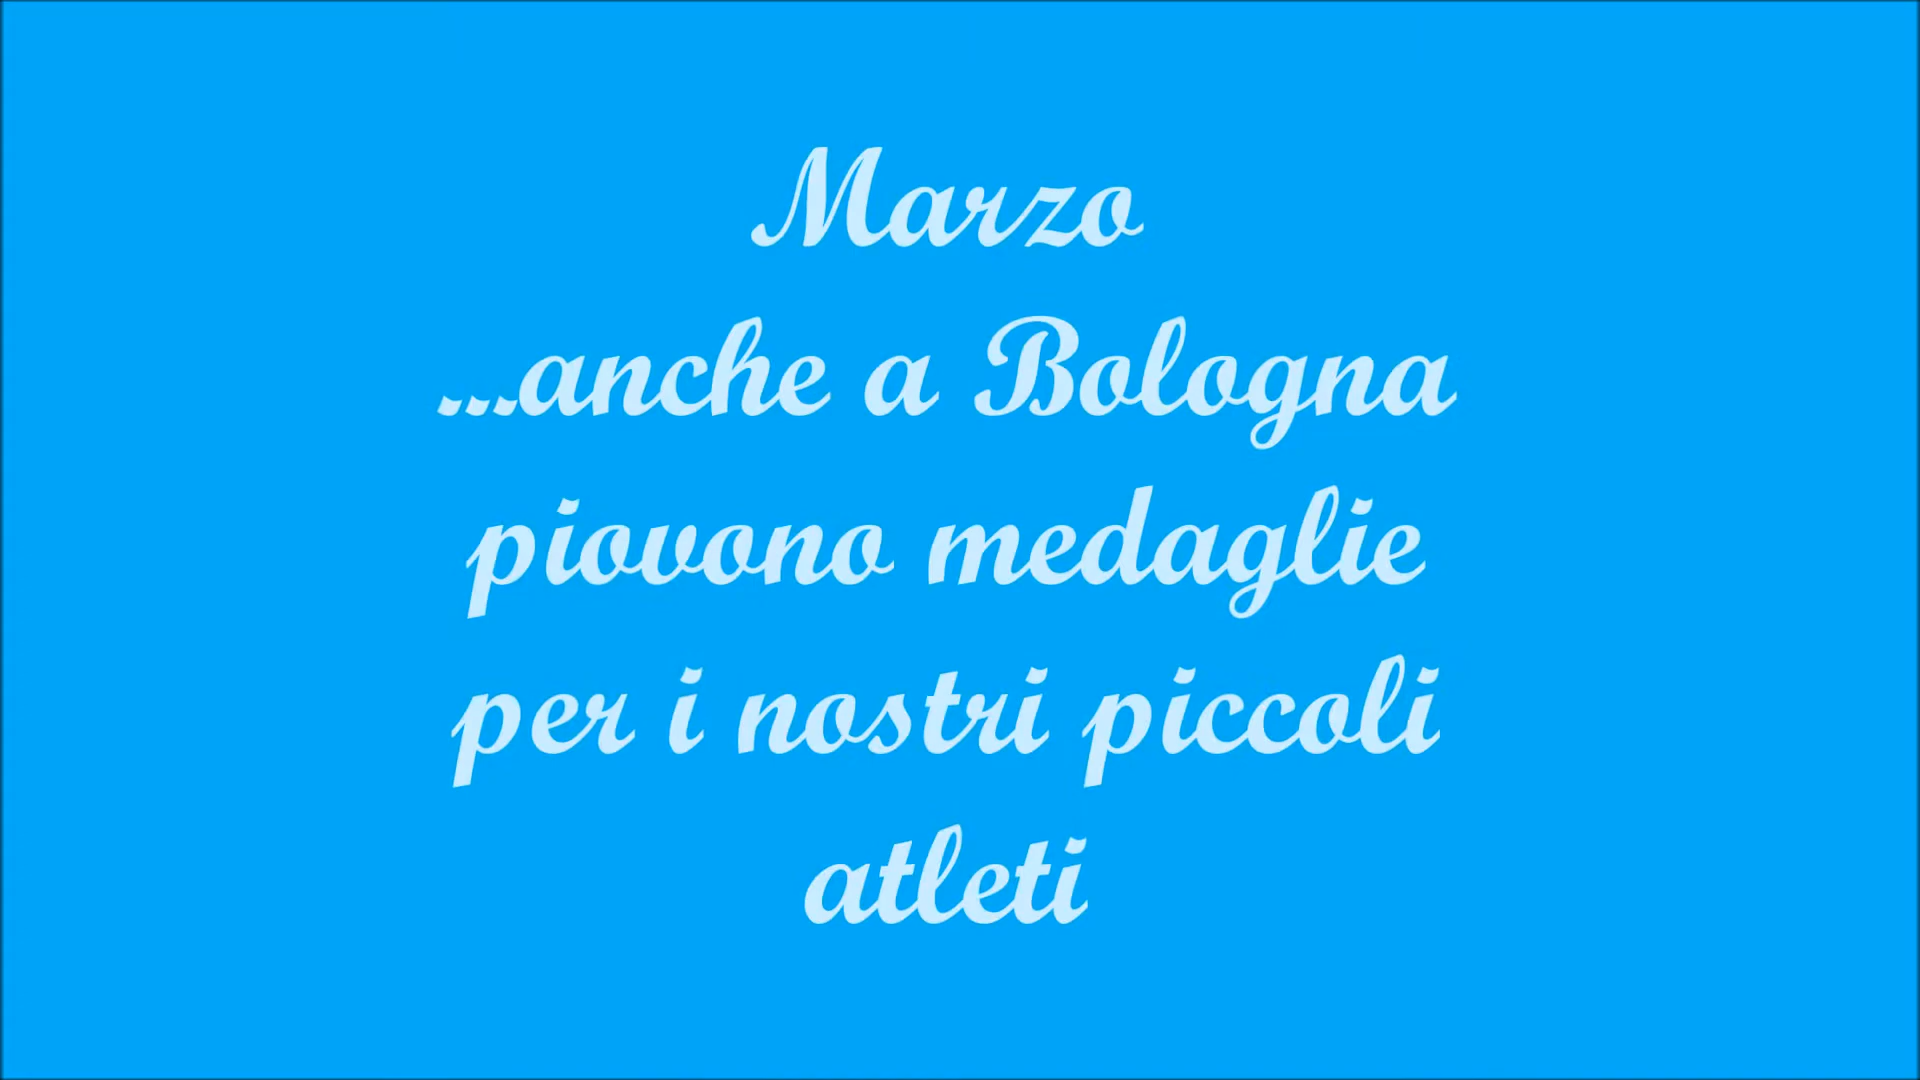 Marzo
...anche a Bologna
piovono medaglie
per i nostri piccoli
atleti